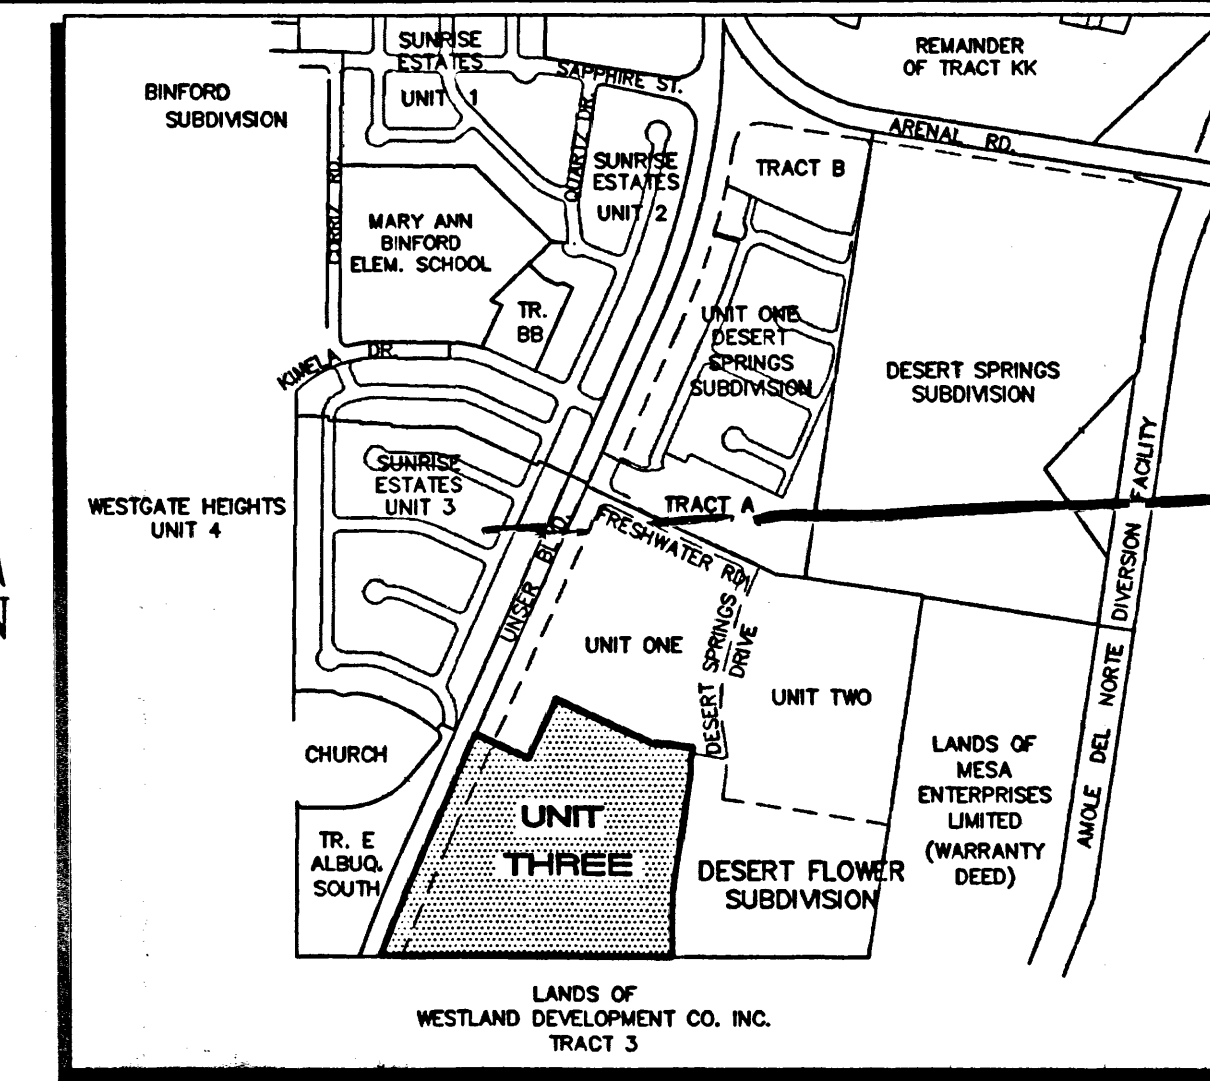 SUNRISE
ESTATES
UNIT 1
REMAINDER
OF TRACT KK
BINFORD
SUBDIVISION
SAPPHIRE ST.
QUARTZ DR.
ARENAL RD.
CORRIZ RD.
SUNRISE
ESTATES
UNIT 2
TRACT B
MARY ANN
BINFORD
ELEM. SCHOOL
TR.
BB
UNIT ONE
DESERT
SPRINGS
SUBDIVISION
KIMELA DR.
DESERT SPRINGS
SUBDIVISION
SUNRISE
ESTATES
UNIT 3
WESTGATE HEIGHTS
UNIT 4
TRACT A
FRESHWATER RD.
UNSER BLVD.
AMOLE DEL NORTE DIVERSION FACILITY
UNIT ONE
DESERT SPRINGS
DRIVE
UNIT TWO
CHURCH
LANDS OF
MESA
ENTERPRISES
LIMITED
(WARRANTY
DEED)
UNIT
THREE
TR. E
ALBUQ.
SOUTH
DESERT FLOWER
SUBDIVISION
LANDS OF
WESTLAND DEVELOPMENT CO. INC.
TRACT 3